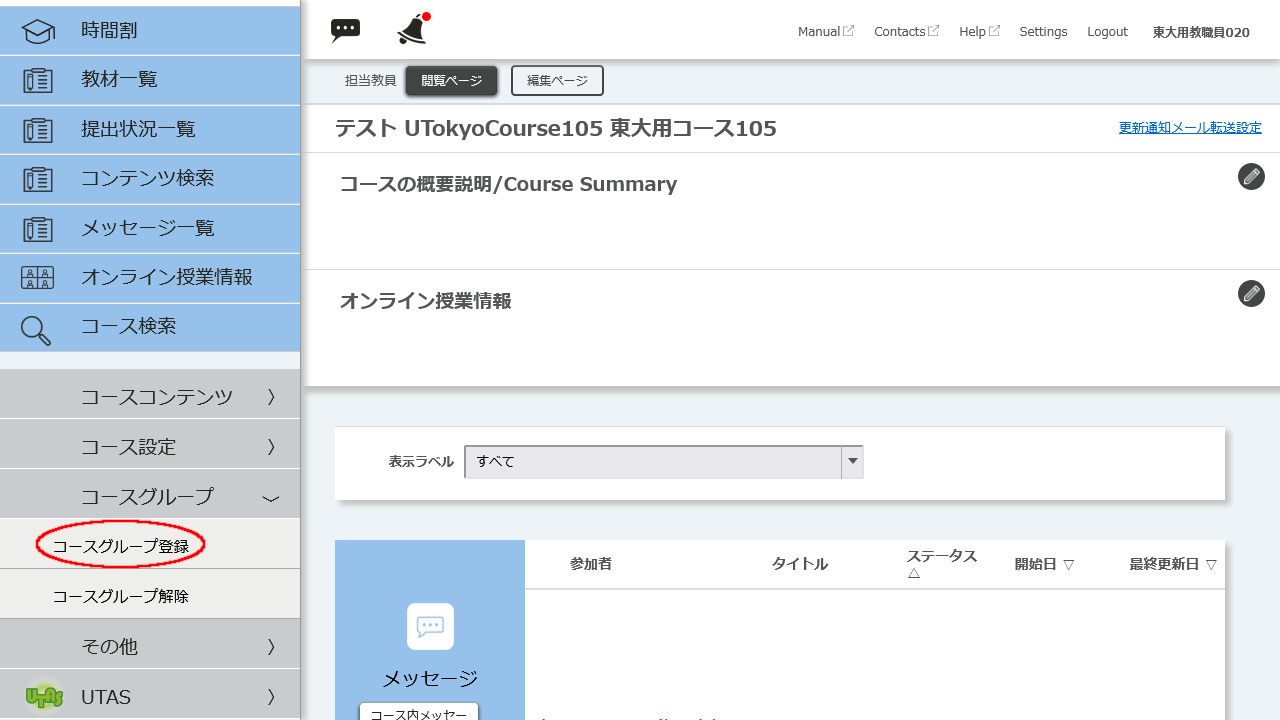 時間割
教材一覧
提出状況一覧
コンテンツ検索
メッセージ一覧
オンライン授業情報
コース検索
コースコンテンツ
コース設定
コースグループ
コースグループ登録
コースグループ解除
その他
UTAS UTAS
Manual Contacts Help Settings Logout 東大用教職員020
担当教員 閲覧ページ 編集ページ
テスト UTokyoCourse105 東大用コース105 更新通知メール転送設定
コースの概要説明/Course Summary
オンライン授業情報
表示ラベル すべて
参加者 タイトル ステータス △ 開始日 ▽ 最終更新日 ▽
メッセージ
コース内メッセー